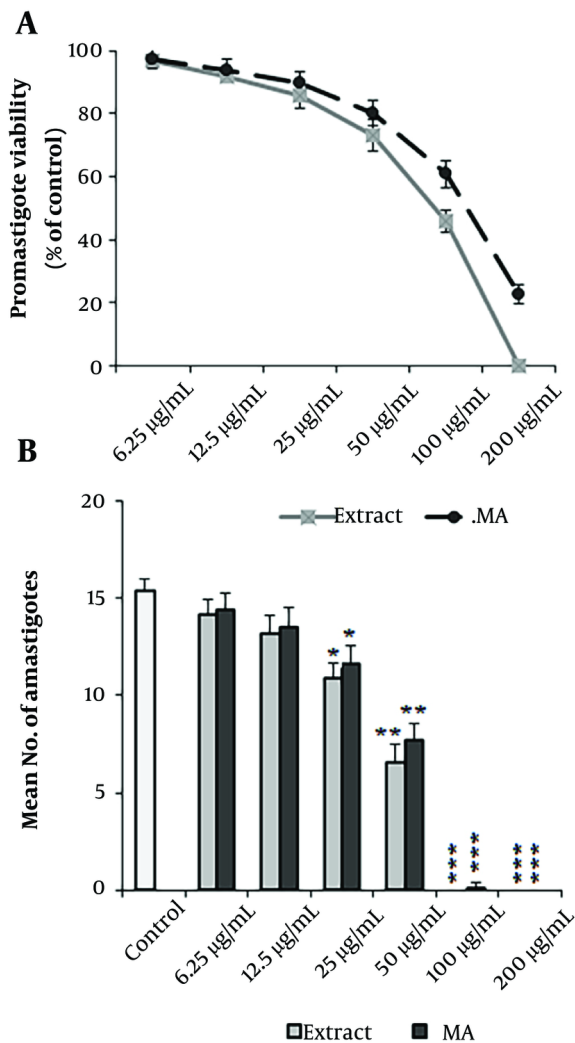 A
Promastigote viability
(% of control)
100
80
60
40
20
0
6.25 µg/mL
12.5 µg/mL
25 µg/mL
50 µg/mL
100 µg/mL
200 µg/mL
B
Extract
.MA
Mean No. of amastigotes
20
15
10
5
0
*
*
**
**
***
***
***
***
Control
6.25 µg/mL
12.5 µg/mL
25 µg/mL
50 µg/mL
100 µg/mL
200 µg/mL
Extract
MA